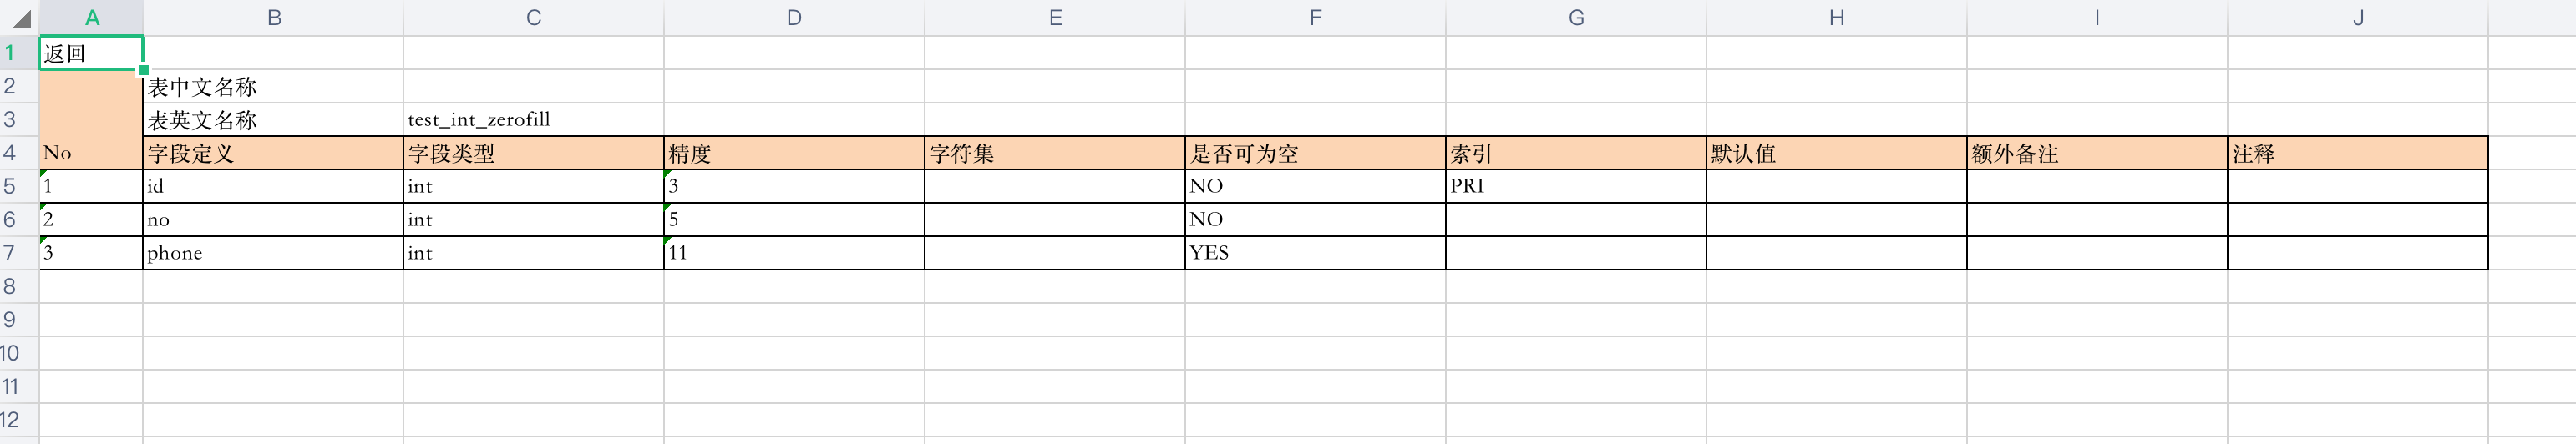 A B C D E F G H I J
1 返回
2 表中文名称
3 表英文名称 test_int_zerofill
4 No 字段定义 字段类型 精度 字符集 是否可为空 索引 默认值 额外备注 注释
5 1 id int 3 NO PRI
6 2 no int 5 NO
7 3 phone int 11 YES
8
9
10
11
12